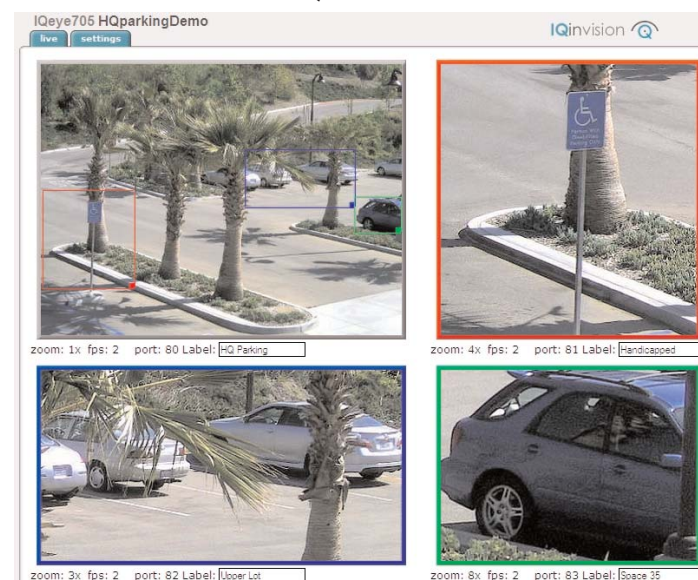 IQeye705 HQparkingDemo
IQinvision
live settings
zoom: 1x fps: 2 port: 80 Label: HQ Parking
zoom: 4x fps: 2 port: 81 Label: Handicapped
zoom: 3x fps: 2 port: 82 Label: Upper Lot
zoom: 8x fps: 2 port: 83 Label: Space 35